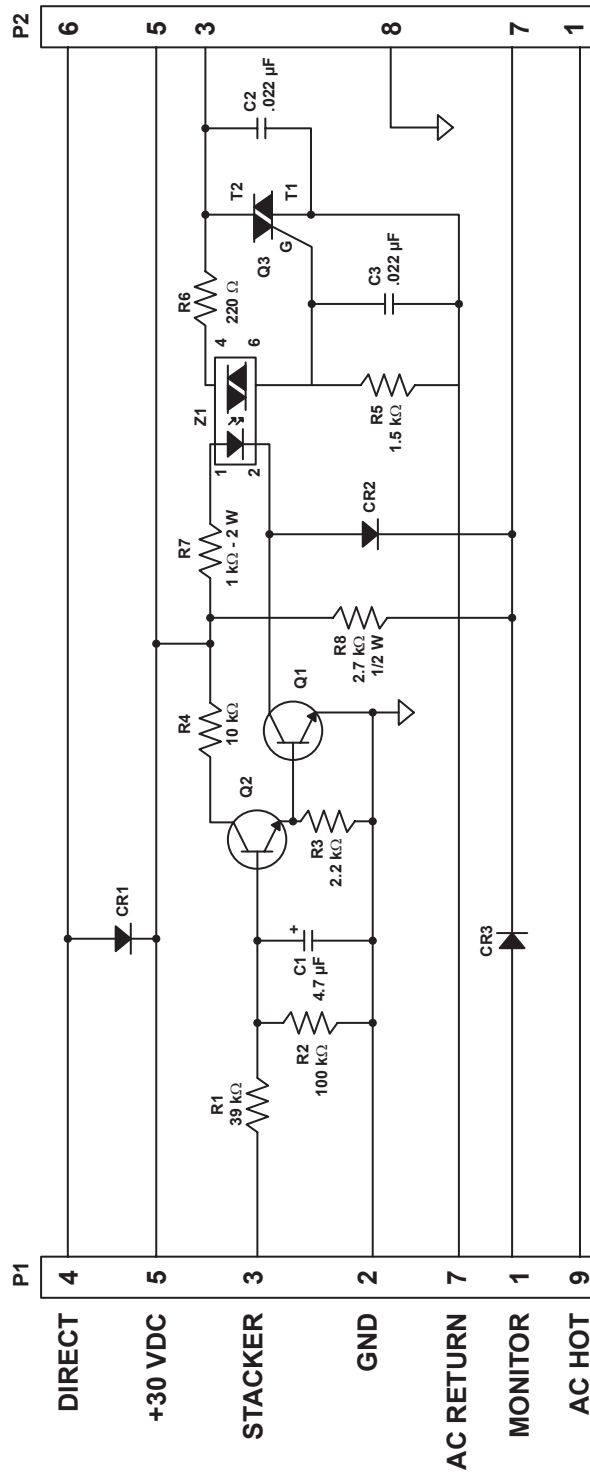 P1
P2
DIRECT
4
6
+30 VDC
5
5
STACKER
3
3
GND
2
8
AC RETURN
7
MONITOR
1
7
AC HOT
9
1
CR1
R1
39 kΩ
R2
100 kΩ
C1
+
4.7 µF
Q2
R3
2.2 kΩ
R4
10 kΩ
Q1
R7
1 kΩ - 2 W
R8
2.7 kΩ
1/2 W
CR2
CR3
Z1
1
2
4
6
R6
220 Ω
R5
1.5 kΩ
Q3
T2
T1
G
C2
.022 µF
C3
.022 µF